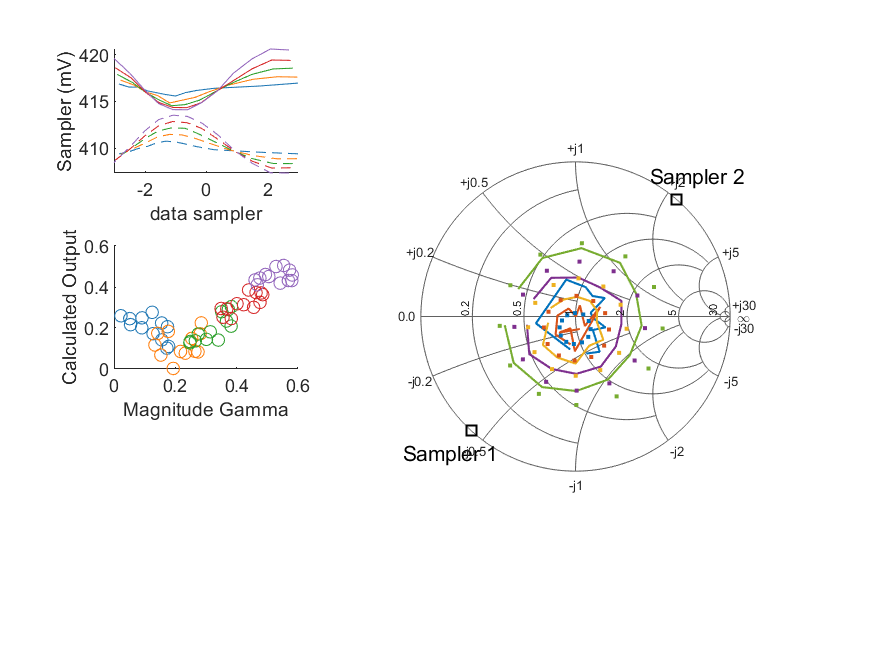 Sampler (mV)
420
415
410
-2
0
2
data sampler
Calculated Output
0.6
0.4
0.2
0
0
0.2
0.4
0.6
Magnitude Gamma
+j1
Sampler 2
+j2
+j0.5
+j0.2
+j5
0.0
0.2
0.5
1
2
5
30
+j30
∞
-j30
-j0.2
-j5
Sampler 1
-j0.5
-j2
-j1